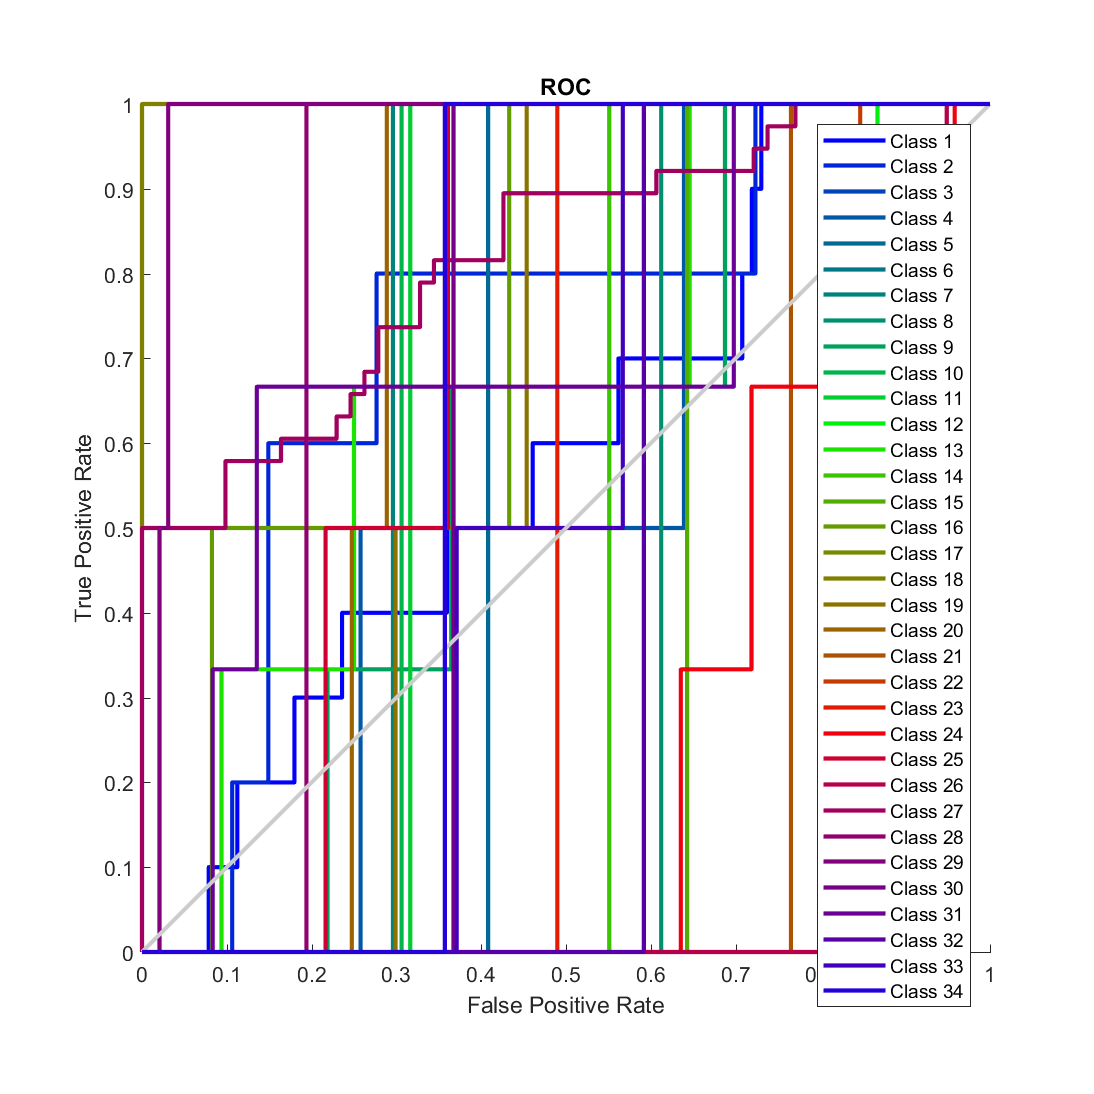 ROC
True Positive Rate
1
0.9
0.8
0.7
0.6
0.5
0.4
0.3
0.2
0.1
0
Class 1
Class 2
Class 3
Class 4
Class 5
Class 6
Class 7
Class 8
Class 9
Class 10
Class 11
Class 12
Class 13
Class 14
Class 15
Class 16
Class 17
Class 18
Class 19
Class 20
Class 21
Class 22
Class 23
Class 24
Class 25
Class 26
Class 27
Class 28
Class 29
Class 30
Class 31
Class 32
Class 33
Class 34
0 0.1 0.2 0.3 0.4 0.5 0.6 0.7 1
False Positive Rate